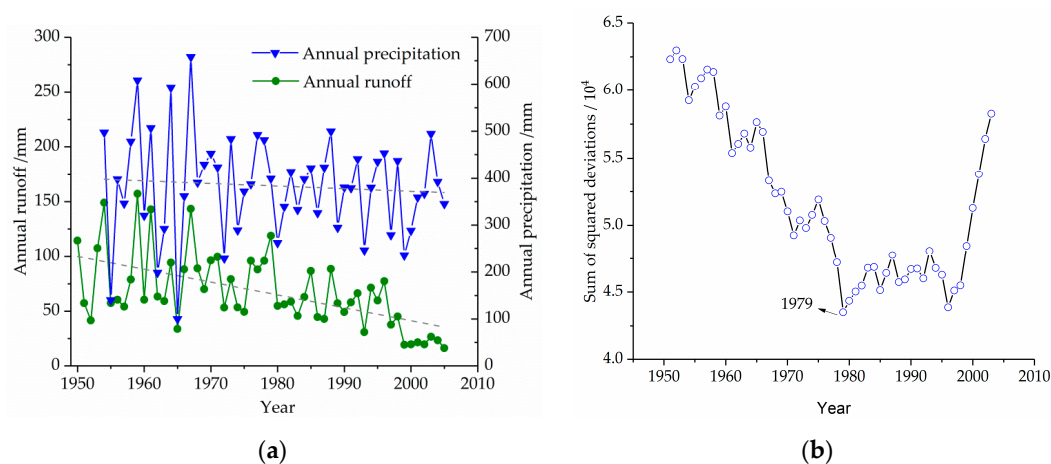 300
250
200
150
100
50
0
Annual runoff /mm
Annual precipitation
Annual runoff
700
600
500
400
300
200
100
0
Annual precipitation /mm
1950 1960 1970 1980 1990 2000 2010
Year
(a)
6.5
6.0
5.5
5.0
4.5
4.0
Sum of squared deviations / 10⁴
1979
1950 1960 1970 1980 1990 2000 2010
Year
(b)